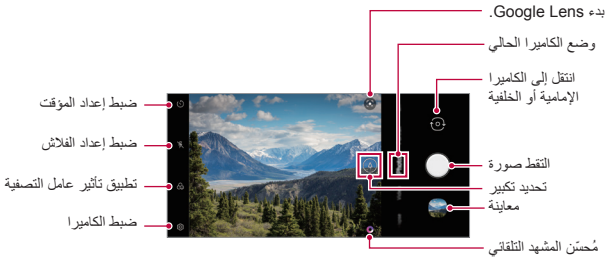 بدء Google Lens.
وضع الكاميرا الحالي
انتقل إلى الكاميرا
الإمامية أو الخلفية
التقط صورة
تحديد تكبير
معاينة
مُحسّن المشهد التلقائي
ضبط إعداد المؤقت
ضبط إعداد الفلاش
تطبيق تأثير عامل التصفية
ضبط الكاميرا